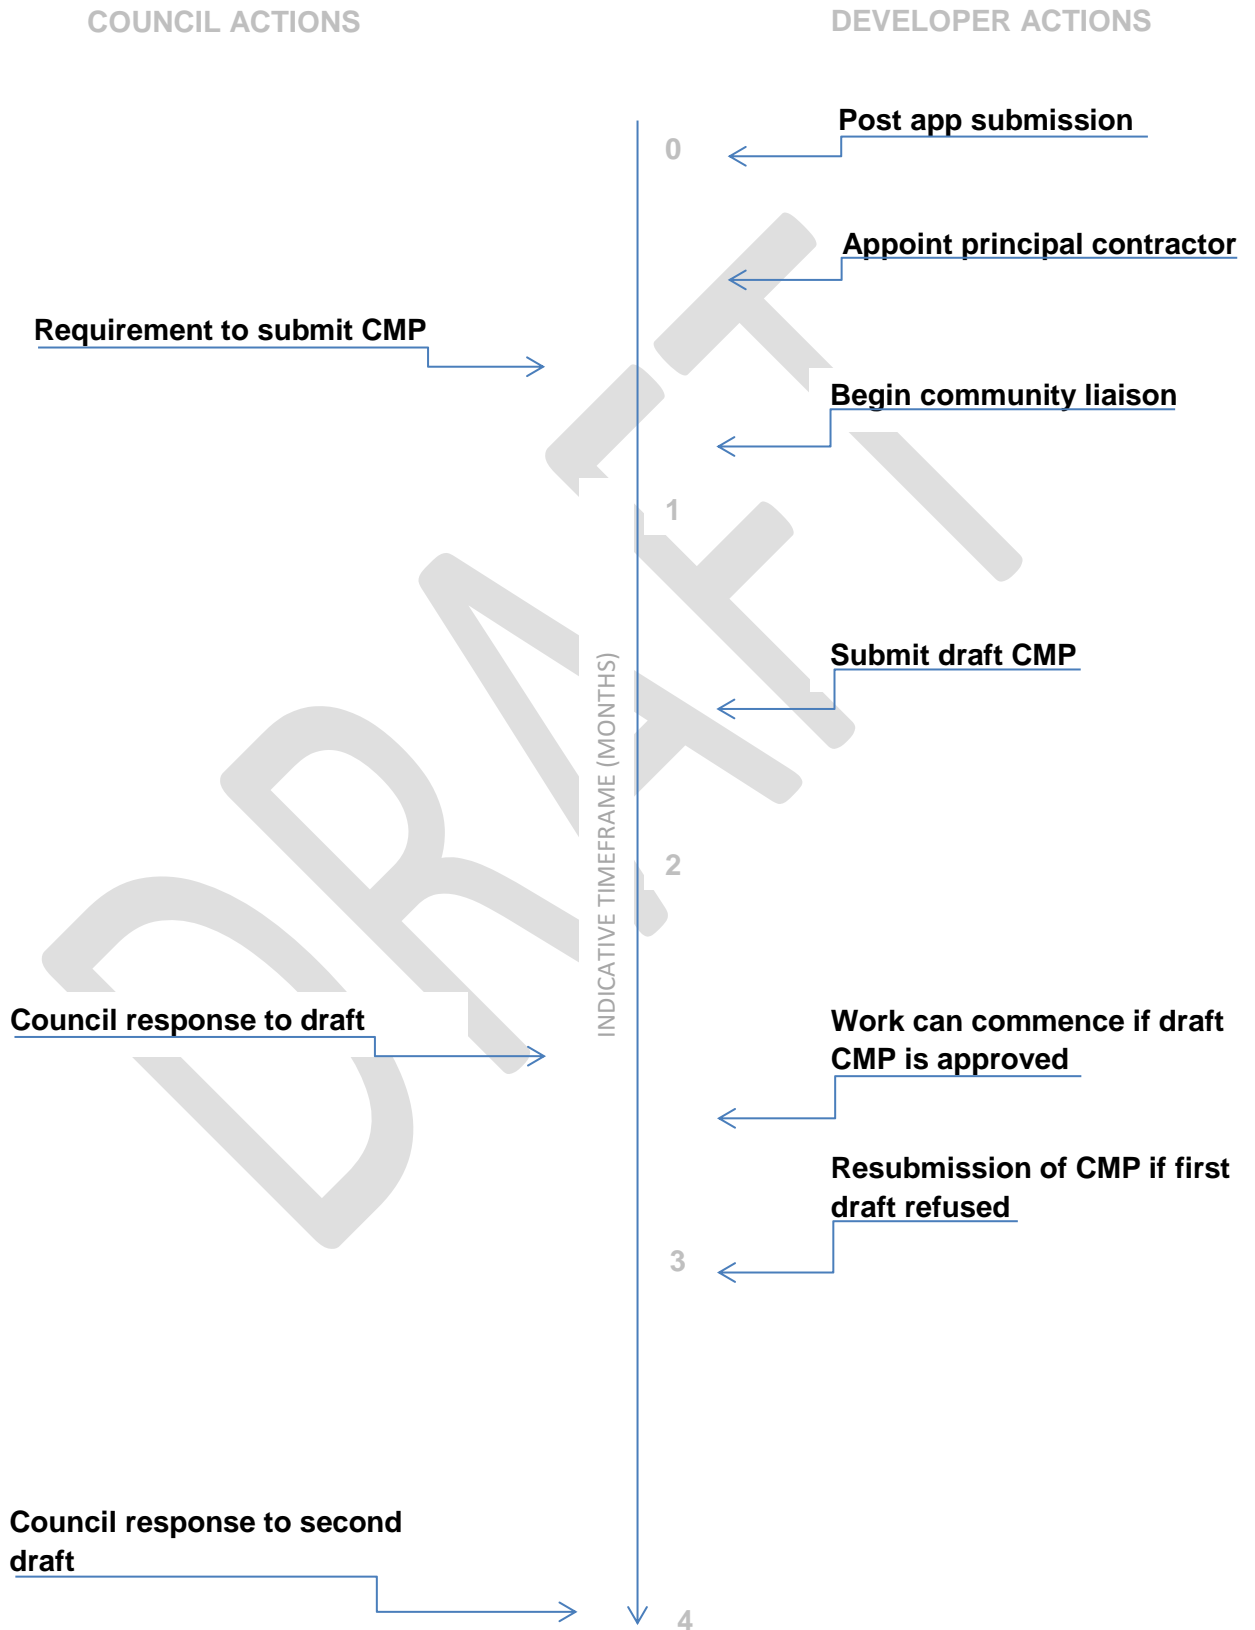 COUNCIL ACTIONS
DEVELOPER ACTIONS
Post app submission
0
Appoint principal contractor
Requirement to submit CMP
Begin community liaison
1
Submit draft CMP
INDICATIVE TIMEFRAME (MONTHS)
2
Council response to draft
Work can commence if draft
CMP is approved
Resubmission of CMP if first
draft refused
3
Council response to second
draft
4
DRAFT